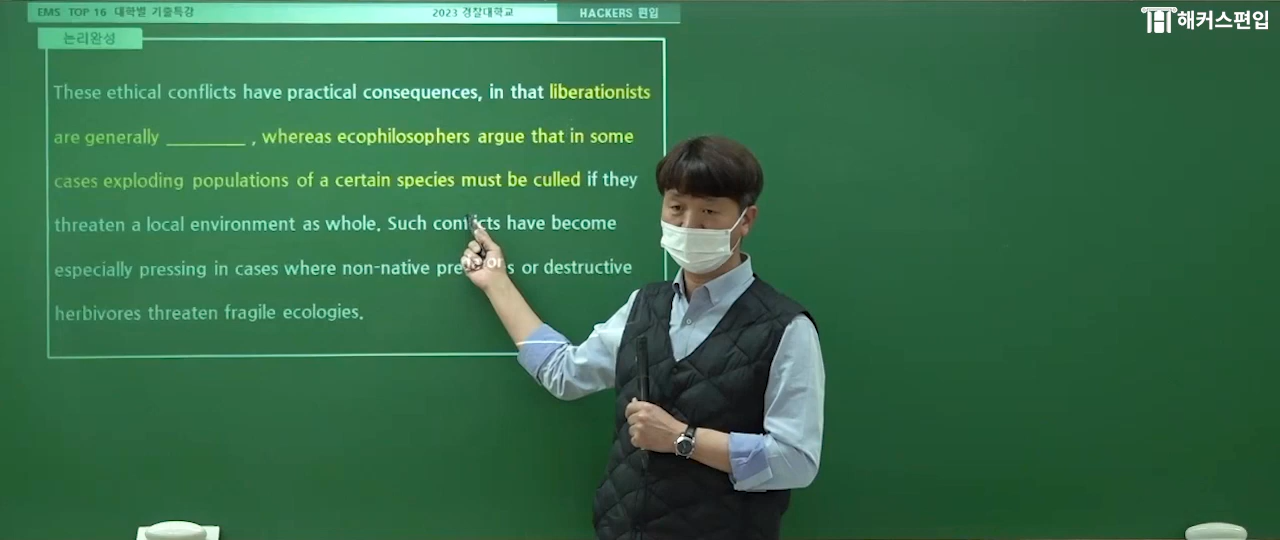 EMS TOP 16 대학별 기출특강
2023 경찰대학교
HACKERS 편입
해커스편입
논리완성
These ethical conflicts have practical consequences, in that liberationists
are generally ________ , whereas ecophilosophers argue that in some
cases exploding populations of a certain species must be culled if they
threaten a local environment as whole. Such conflicts have become
especially pressing in cases where non-native or destructive
herbivores threaten fragile ecologies.